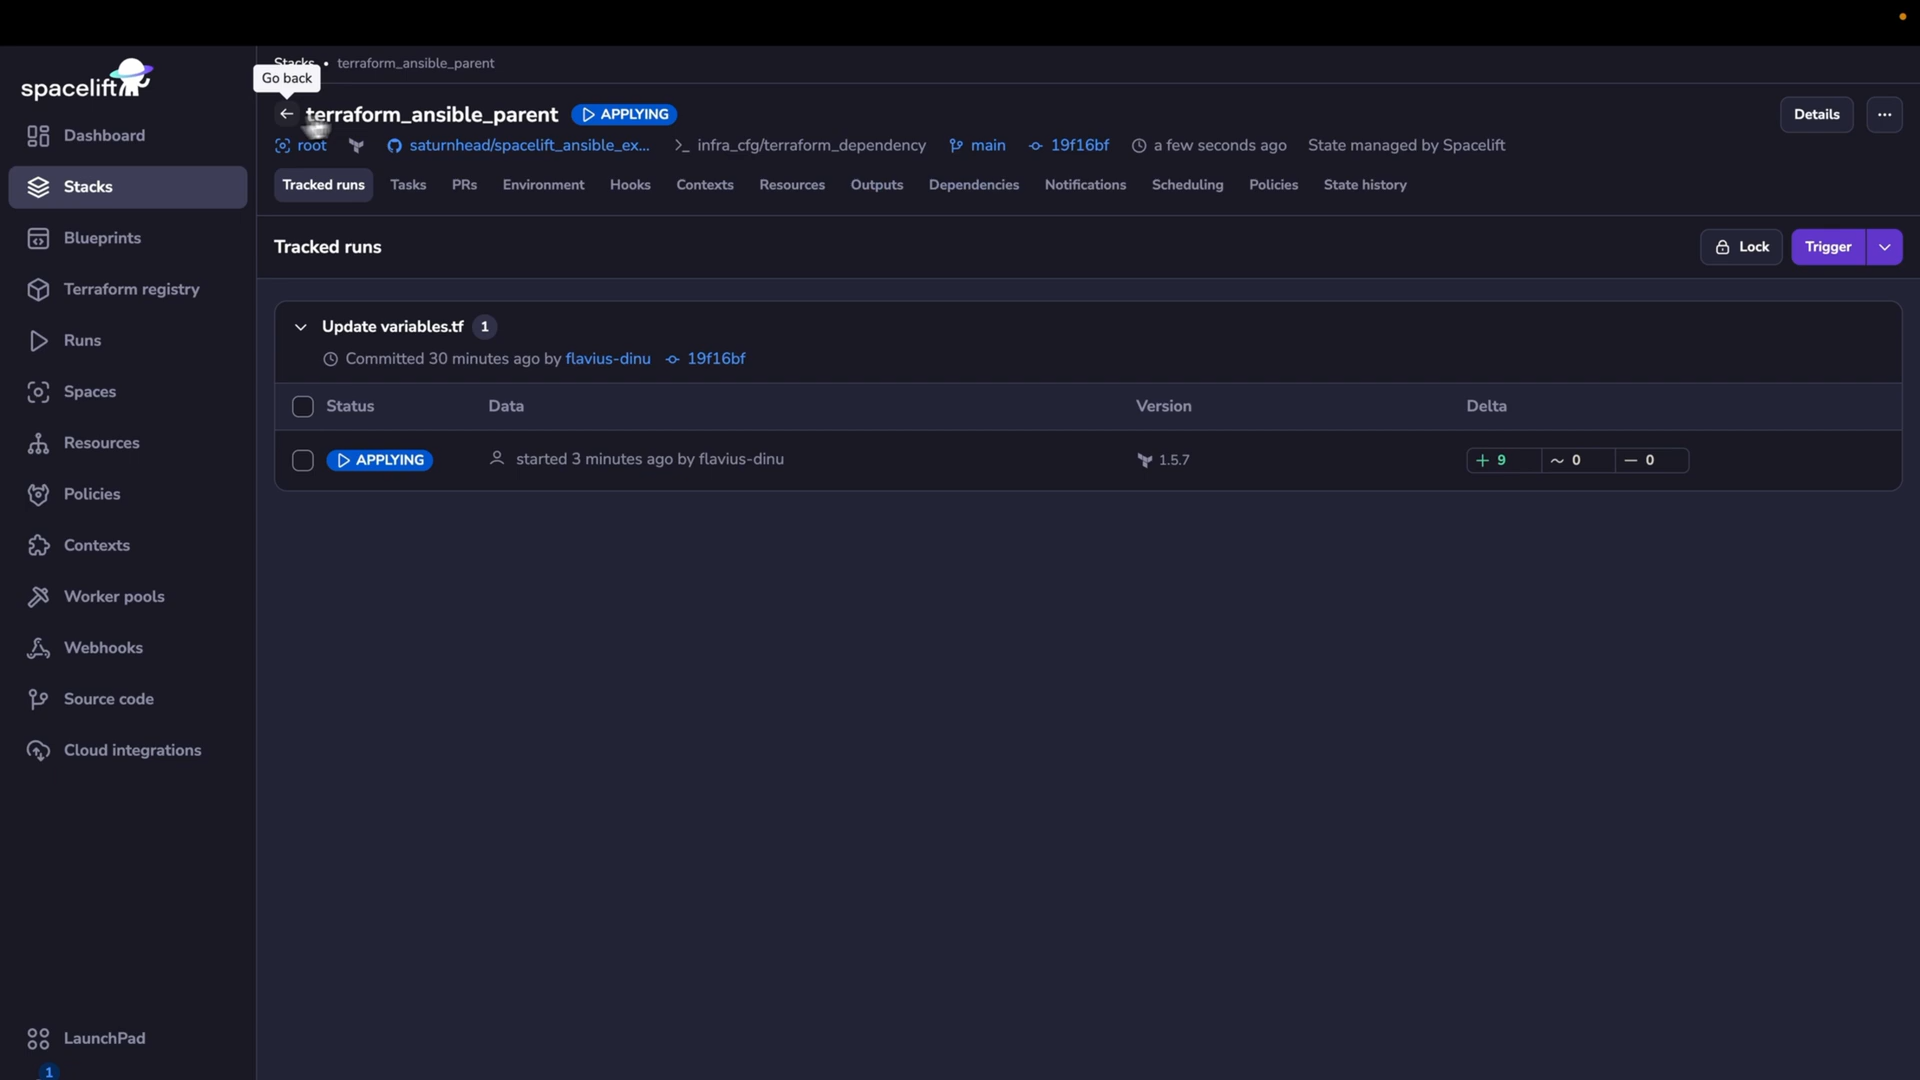 spacelift
Dashboard
Stacks
Blueprints
Terraform registry
Runs
Spaces
Resources
Policies
Contexts
Worker pools
Webhooks
Source code
Cloud integrations
LaunchPad
1
Stacks • terraform_ansible_parent
Go back
terraform_ansible_parent APPLYING
Details
root saturnhead/spacelift_ansible_ex... infra_cfg/terraform_dependency main 19f16bf a few seconds ago State managed by Spacelift
Tracked runs Tasks PRs Environment Hooks Contexts Resources Outputs Dependencies Notifications Scheduling Policies State history
Tracked runs
Lock Trigger
Update variables.tf 1
Committed 30 minutes ago by flavius-dinu 19f16bf
Status Data Version Delta
APPLYING started 3 minutes ago by flavius-dinu 1.5.7 + 9 ~ 0 — 0